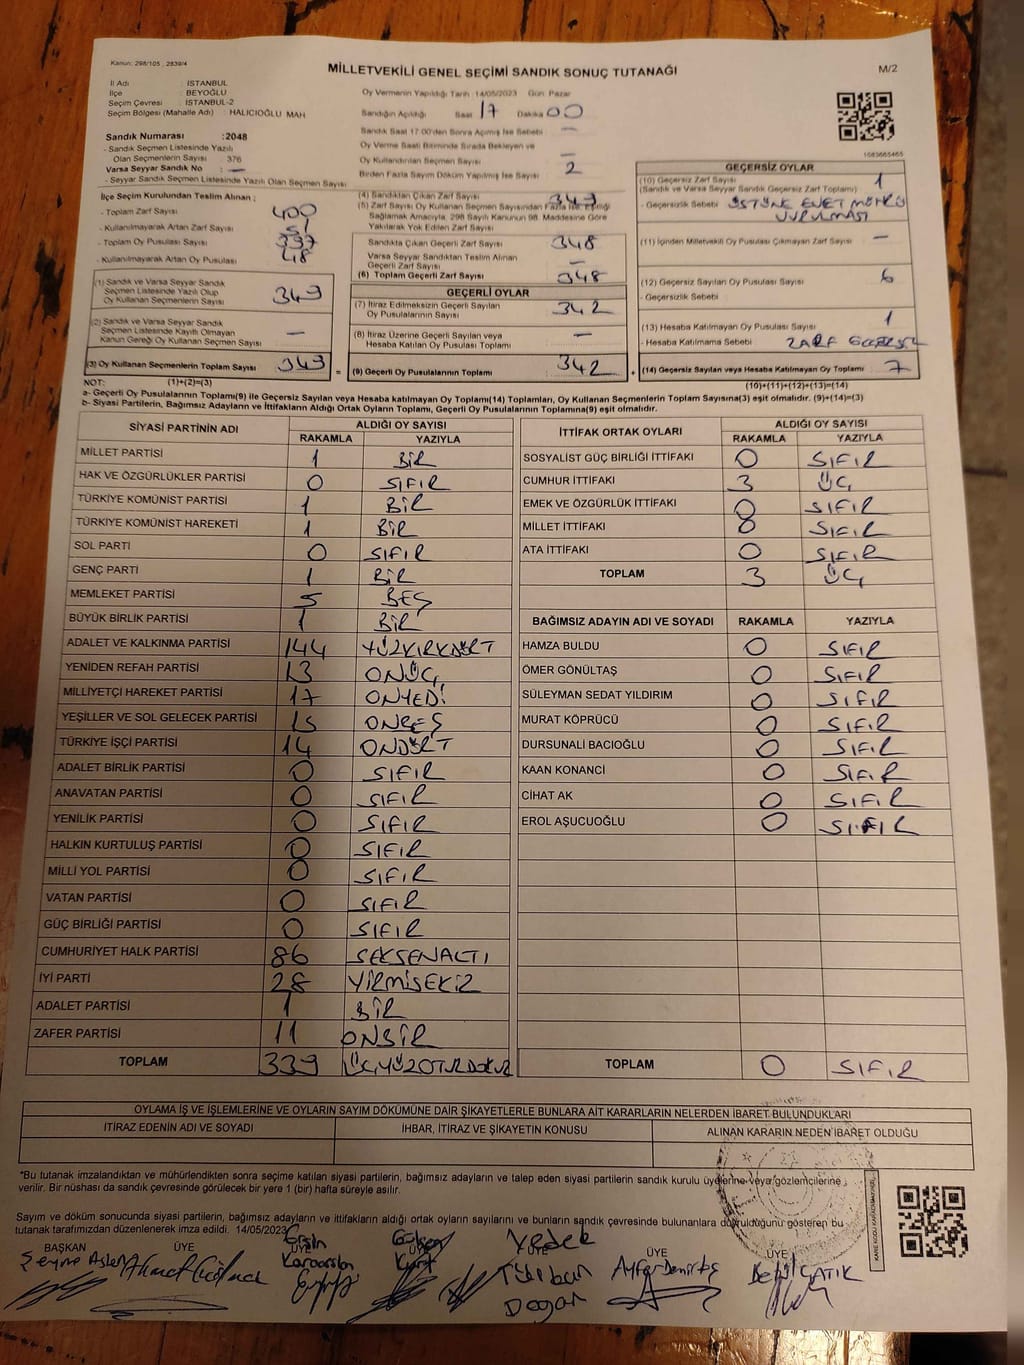 Kanun: 298/105 , 2839/4
MİLLETVEKİLİ GENEL SEÇİMİ SANDIK SONUÇ TUTANAĞI
M/2
İl Adı : İSTANBUL
İlçe : BEYOĞLU
Seçim Çevresi : İSTANBUL-2
Seçim Bölgesi (Mahalle Adı) : HALICIOĞLU MAH
Sandık Numarası :2048
- Sandık Seçmen Listesinde Yazılı
Olan Seçmenlerin Sayısı : 376
Varsa Seyyar Sandık No : —
- Seyyar Sandık Seçmen Listesinde Yazılı Olan Seçmen Sayısı
Oy Vermenin Yapıldığı Tarih :14/05/2023 Gün Pazar
Sandığın Açıldığı Saat 17 Dakika 00
Sandık Saat 17:00'den Sonra Açılmış İse Sebebi —
Oy Verme Saati Bitiminde Sırada Bekleyen ve
Oy Kullandırılan Seçmen Sayısı —
Birden Fazla Sayım Döküm Yapılmış İse Sayısı 2
1683665465
İlçe Seçim Kurulundan Teslim Alınan ;
- Toplam Zarf Sayısı 400
- Kullanılmayarak Artan Zarf Sayısı 51
- Toplam Oy Pusulası Sayısı
- Kullanılmayarak Artan Oy Pusulası 48
(4) Sandıktan Çıkan Zarf Sayısı 349
(5) Zarf Sayısı Oy Kullanan Seçmen Sayısından Fazla İse, Eşitliği
Sağlamak Amacıyla, 298 Sayılı Kanunun 98. Maddesine Göre
Yakılarak Yok Edilen Zarf Sayısı
Sandıkta Çıkan Geçerli Zarf Sayısı 348
Varsa Seyyar Sandıktan Teslim Alınan
Geçerli Zarf Sayısı —
(6) Toplam Geçerli Zarf Sayısı 348
GEÇERSİZ OYLAR
(10) Geçersiz Zarf Sayısı 1
(Sandık ve Varsa Seyyar Sandık Geçersiz Zarf Toplamı)
- Geçersizlik Sebebi ÜSTÜNE EVET MÜHRÜ
VURULMASI
(11) İçinden Milletvekili Oy Pusulası Çıkmayan Zarf Sayısı —
(12) Geçersiz Sayılan Oy Pusulası Sayısı 6
- Geçersizlik Sebebi
(13) Hesaba Katılmayan Oy Pusulası Sayısı 1
- Hesaba Katılmama Sebebi ZARF GEÇERSİZ
(14) Geçersiz Sayılan veya Hesaba Katılmayan Oy Toplamı 7
(1) Sandık ve Varsa Seyyar Sandık
Seçmen Listesinde Yazılı Olup
Oy Kullanan Seçmenlerin Sayısı 349
(2) Sandık ve Varsa Seyyar Sandık
Seçmen Listesinde Kayıtlı Olmayan
Kanun Gereği Oy Kullanan Seçmen Sayısı —
(3) Oy Kullanan Seçmenlerin Toplam Sayısı 349 =
GEÇERLİ OYLAR
(7) İtiraz Edilmeksizin Geçerli Sayılan
Oy Pusulalarının Sayısı 342
(8) İtiraz Üzerine Geçerli Sayılan veya
Hesaba Katılan Oy Pusulası Toplamı —
(9) Geçerli Oy Pusulalarının Toplamı 342 +
NOT: (1)+(2)=(3)
(10)+(11)+(12)+(13)=(14)
a- Geçerli Oy Pusulaların Toplamı(9) ile Geçersiz Sayılan veya Hesaba katılmayan Oy Toplamı(14) Toplamları, Oy Kullanan Seçmenlerin Toplam Sayısına(3) eşit olmalıdır. (9)+(14)=(3)
b- Siyasi Partilerin, Bağımsız Adayların ve İttifakların Aldığı Ortak Oyların Toplamı, Geçerli Oy Pusulalarının Toplamına(9) eşit olmalıdır.
SİYASİ PARTİNİN ADI ALDIĞI OY SAYISI
RAKAMLA YAZIYLA
MİLLET PARTİSİ 1 BİR
HAK VE ÖZGÜRLÜKLER PARTİSİ 0 SIFIR
TÜRKİYE KOMÜNİST PARTİSİ 1 BİR
TÜRKİYE KOMÜNİST HAREKETİ 1 BİR
SOL PARTİ 0 SIFIR
GENÇ PARTİ 1 BİR
MEMLEKET PARTİSİ 5 BEŞ
BÜYÜK BİRLİK PARTİSİ 1 BİR
ADALET VE KALKINMA PARTİSİ 144 YÜZKIRKDÖRT
YENİDEN REFAH PARTİSİ 13 ONÜÇ
MİLLİYETÇİ HAREKET PARTİSİ 17 ONYEDİ
YEŞİLLER VE SOL GELECEK PARTİSİ 15 ONBEŞ
TÜRKİYE İŞÇİ PARTİSİ 14 ONDÖRT
ADALET BİRLİK PARTİSİ 0 SIFIR
ANAVATAN PARTİSİ 0 SIFIR
YENİLİK PARTİSİ 0 SIFIR
HALKIN KURTULUŞ PARTİSİ 0 SIFIR
MİLLİ YOL PARTİSİ 0 SIFIR
VATAN PARTİSİ 0 SIFIR
GÜÇ BİRLİĞİ PARTİSİ 0 SIFIR
CUMHURİYET HALK PARTİSİ 86 SEKSENALTI
İYİ PARTİ 28 YİRMİSEKİZ
ADALET PARTİSİ 1 BİR
ZAFER PARTİSİ 11 ONBİR
TOPLAM 339
İTTİFAK ORTAK OYLARI ALDIĞI OY SAYISI
RAKAMLA YAZIYLA
SOSYALİST GÜÇ BİRLİĞİ İTTİFAKI 0 SIFIR
CUMHUR İTTİFAKI 3 ÜÇ
EMEK VE ÖZGÜRLÜK İTTİFAKI 0 SIFIR
MİLLET İTTİFAKI 0 SIFIR
ATA İTTİFAKI 0 SIFIR
TOPLAM 3 ÜÇ
BAĞIMSIZ ADAYIN ADI VE SOYADI RAKAMLA YAZIYLA
HAMZA BULDU 0 SIFIR
ÖMER GÖNÜLTAŞ 0 SIFIR
SÜLEYMAN SEDAT YILDIRIM 0 SIFIR
MURAT KÖPRÜCÜ 0 SIFIR
DURSUNALİ BACIOĞLU 0 SIFIR
KAAN KONANCİ 0 SIFIR
CİHAT AK 0 SIFIR
EROL AŞUCUOĞLU 0 SIFIR
TOPLAM 0 SIFIR
OYLAMA İŞ VE İŞLEMLERİNE VE OYLARIN SAYIM DÖKÜMÜNE DAİR ŞİKAYETLERLE BUNLARA AİT KARARLARIN NELERDEN İBARET BULUNDUKLARI
İTİRAZ EDENİN ADI VE SOYADI İHBAR, İTİRAZ VE ŞİKAYETİN KONUSU ALINAN KARARIN NEDEN İBARET OLDUĞU
*Bu tutanak imzalandıktan ve mühürlendikten sonra seçime katılan siyasi partilerin, bağımsız adayların ve talep eden siyasi partilerin sandık kurulu üyelerine veya gözlemcilerine
verilir. Bir nüshası da sandık çevresinde görülecek bir yere 1 (bir) hafta süreyle asılır.
Sayım ve döküm sonucunda siyasi partilerin, bağımsız adayların ve ittifakların aldığı ortak oyların sayılarını ve bunların sandık çevresinde bulunanlara doğrulduğunu gösteren bu
tutanak tarafımızdan düzenlenerek imza edildi. 14/05/2023
BAŞKAN ÜYE ÜYE ÜYE ÜYE ÜYE ÜYE
Zeynep Aslan
Ersin
Karaarslan
Yedek
Doğan
Ayfer Demirbaş